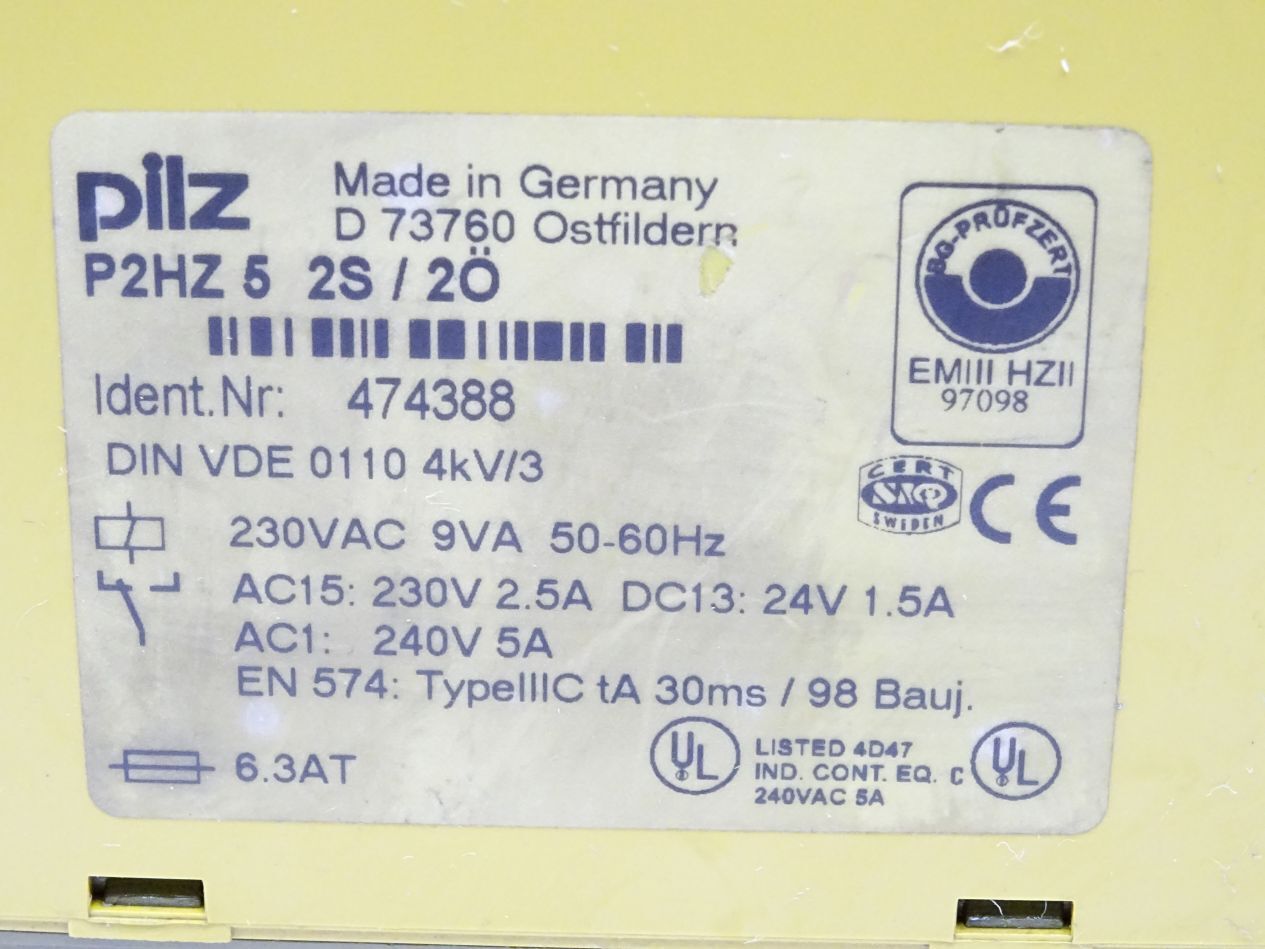 pilz
Made in Germany
D 73760 Ostfildern
P2HZ 5 2S / 2Ö
Ident.Nr: 474388
DIN VDE 0110 4kV/3
230VAC 9VA 50-60Hz
AC15: 230V 2.5A DC13: 24V 1.5A
AC1: 240V 5A
EN 574: TypeIIIC tA 30ms / 98 Bauj.
6.3AT
BG-PRÜFZERT
EMIII HZII
97098
CERT
SAQ
SWEDEN
CE
UL
LISTED 4D47
IND. CONT. EQ.
240VAC 5A
C UL